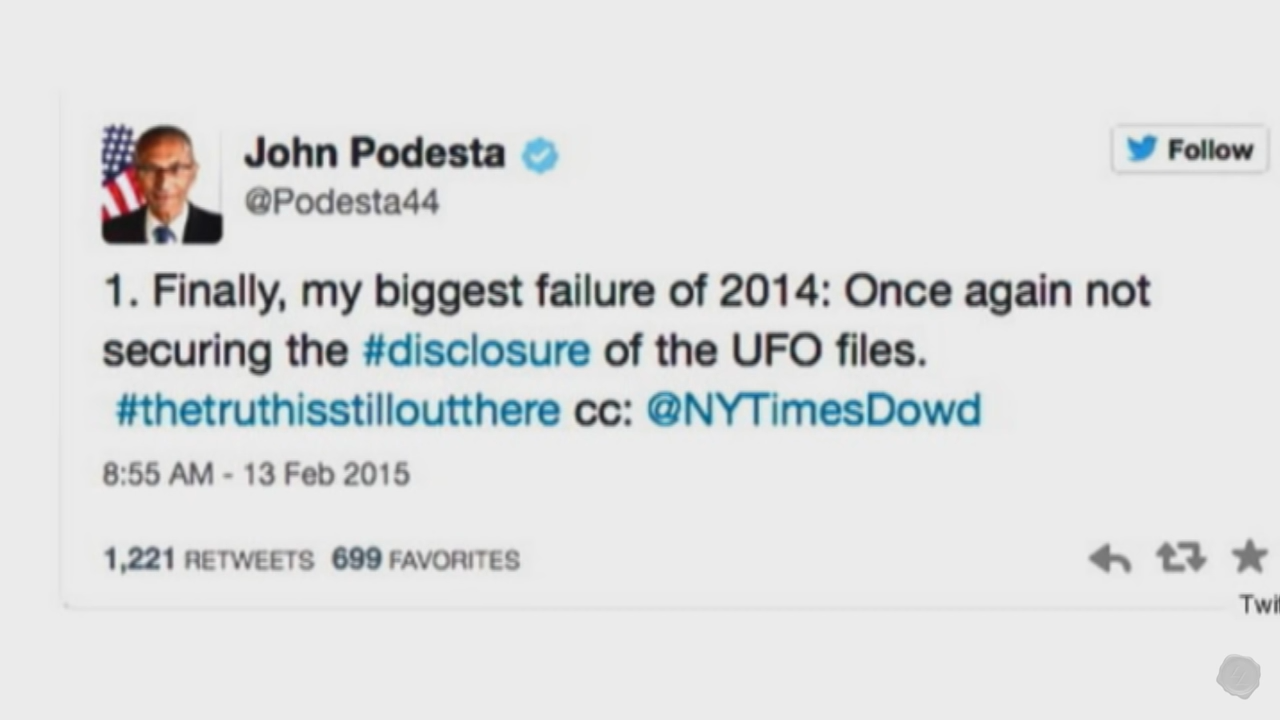 John Podesta
@Podesta44
Follow
1. Finally, my biggest failure of 2014: Once again not
securing the #disclosure of the UFO files.
#thetruthisstilloutthere cc: @NYTimesDowd
8:55 AM - 13 Feb 2015
1,221 RETWEETS 699 FAVORITES